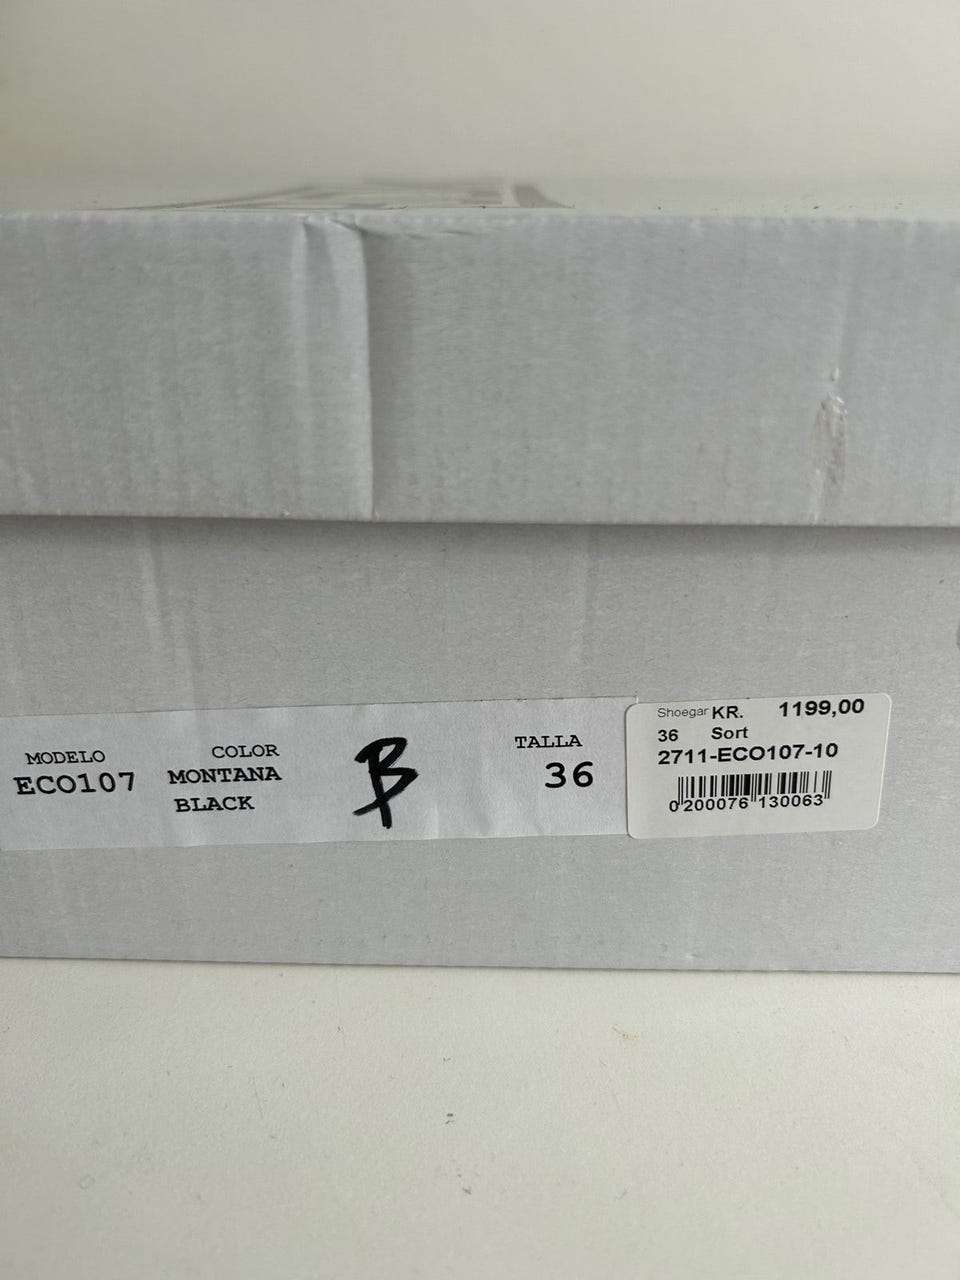 MODELO
ECO107
COLOR
MONTANA
BLACK
B
TALLA
36
Shoegar KR. 1199,00
36 Sort
2711-ECO107-10
0 200076 130063